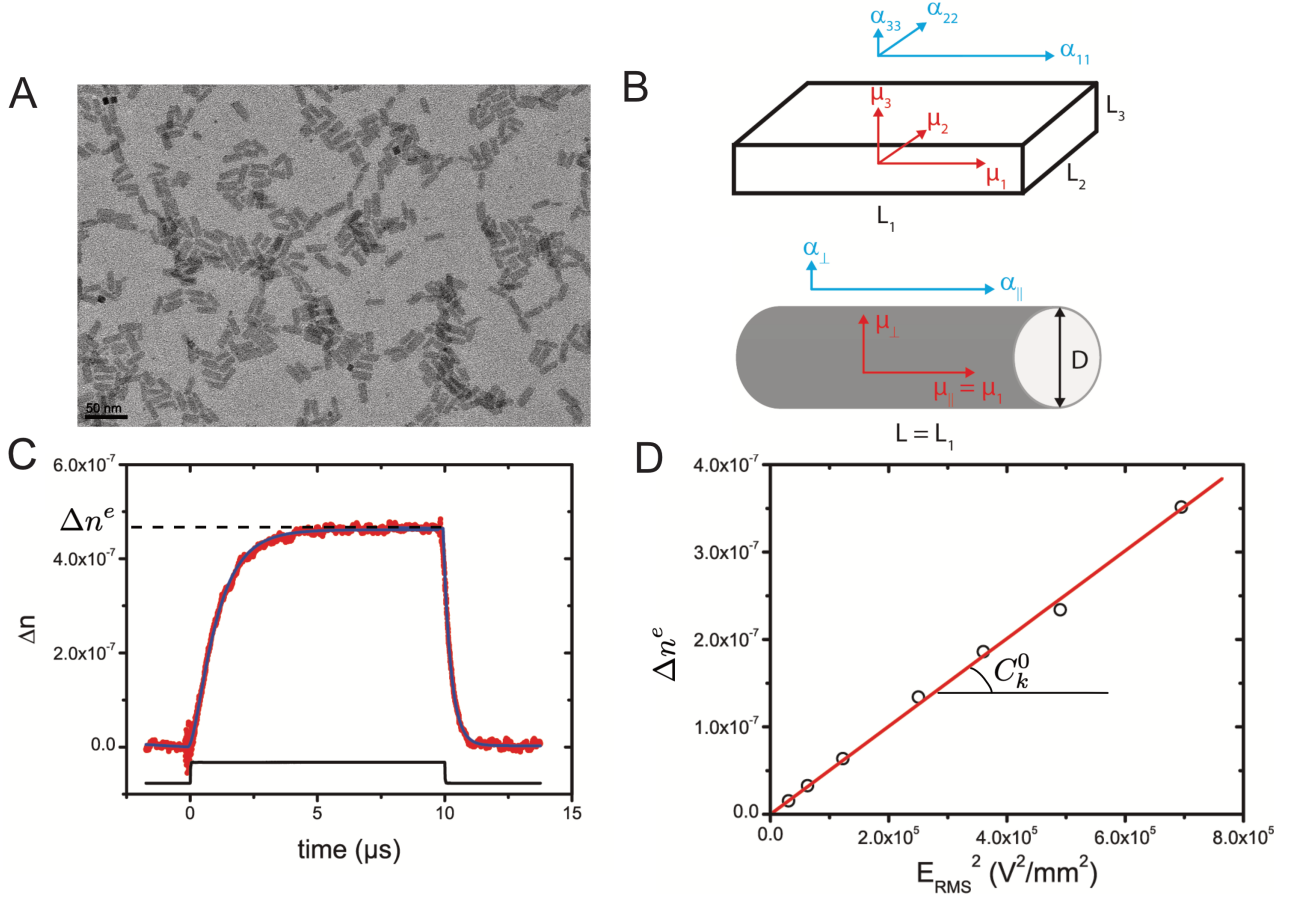 A
50 nm
B
α₃₃
α₂₂
α₁₁
μ₃
μ₂
μ₁
L₃
L₂
L₁
α⊥
α||
μ⊥
μ|| = μ₁
D
L = L₁
C
6.0x10⁻⁷
Δnᵉ
4.0x10⁻⁷
Δn
2.0x10⁻⁷
0.0
0 5 10 15
time (μs)
D
4.0x10⁻⁷
3.0x10⁻⁷
Δnᵉ
2.0x10⁻⁷
C⁰ₖ
1.0x10⁻⁷
0.0
0.0 2.0x10⁵ 4.0x10⁵ 6.0x10⁵ 8.0x10⁵
E_RMS² (V²/mm²)